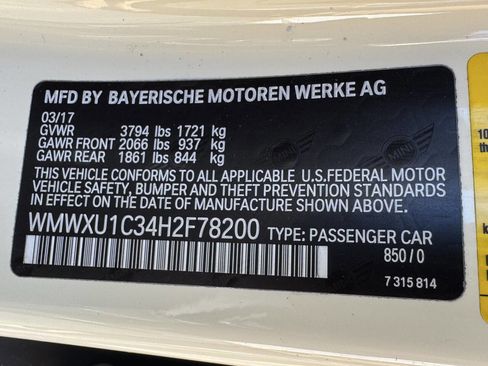 MFD BY BAYERISCHE MOTOREN WERKE AG
03/17
GVWR 3794 lbs 1721 kg
GAWR FRONT 2066 lbs 937 kg
GAWR REAR 1861 lbs 844 kg
THIS VEHICLE CONFORMS TO ALL APPLICABLE U.S.FEDERAL MOTOR
VEHICLE SAFETY, BUMPER AND THEFT PREVENTION STANDARDS
IN EFFECT ON THE DATE OF MANUFACTURE SHOWN ABOVE.
WMWXU1C34H2F78200 TYPE: PASSENGER CAR
850/0
7 315 814
MINI